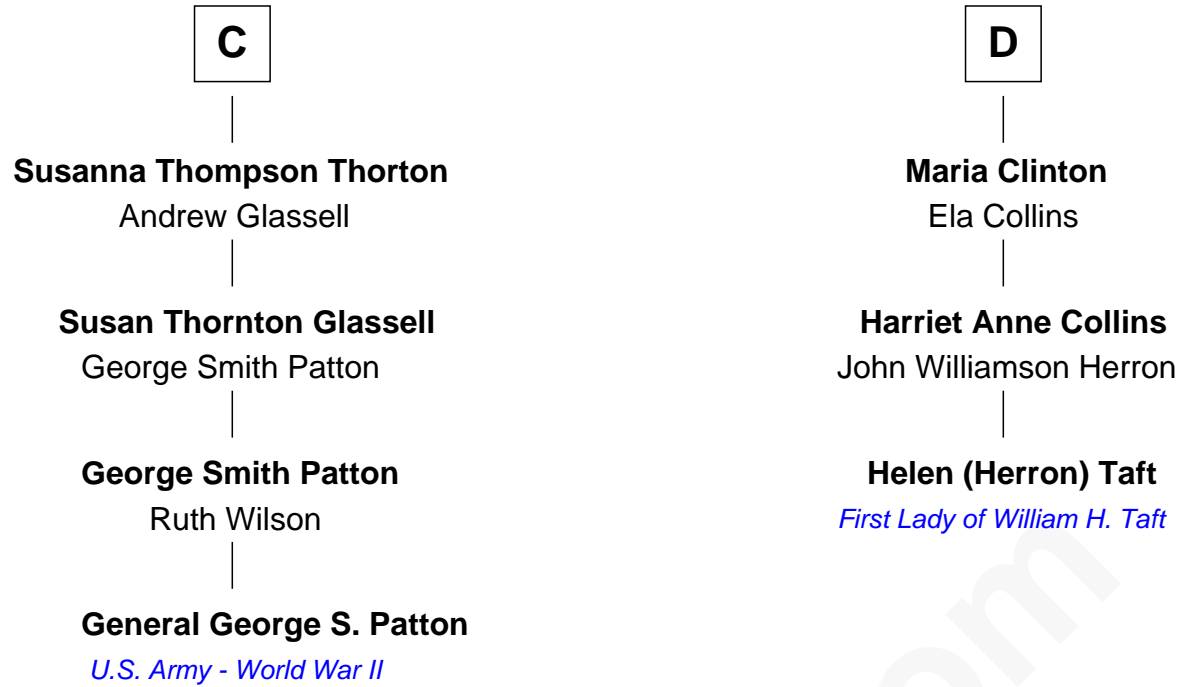 C
Susanna Thompson Thorton
Andrew Glassell
Susan Thornton Glassell
George Smith Patton
George Smith Patton
Ruth Wilson
General George S. Patton
U.S. Army - World War II
D
Maria Clinton
Ela Collins
Harriet Anne Collins
John Williamson Herron
Helen (Herron) Taft
First Lady of William H. Taft
om